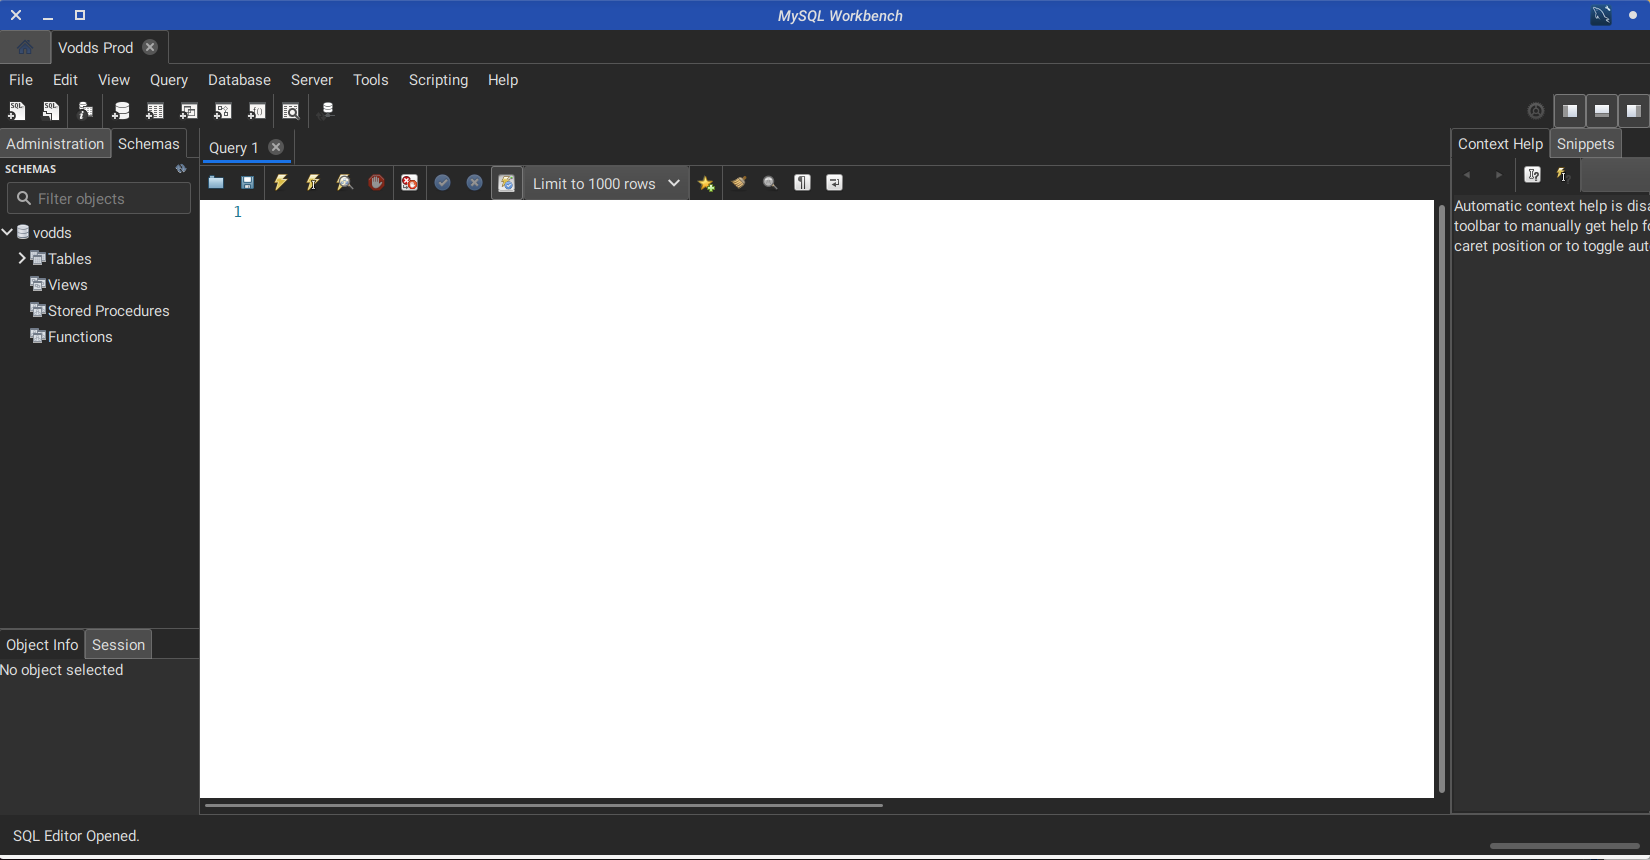 MySQL Workbench
Vodds Prod
File Edit View Query Database Server Tools Scripting Help
Administration Schemas
SCHEMAS
Filter objects
vodds
Tables
Views
Stored Procedures
Functions
Object Info Session
No object selected
Query 1
Limit to 1000 rows
1
Context Help Snippets
Automatic context help is disa
toolbar to manually get help fo
caret position or to toggle aut
SQL Editor Opened.